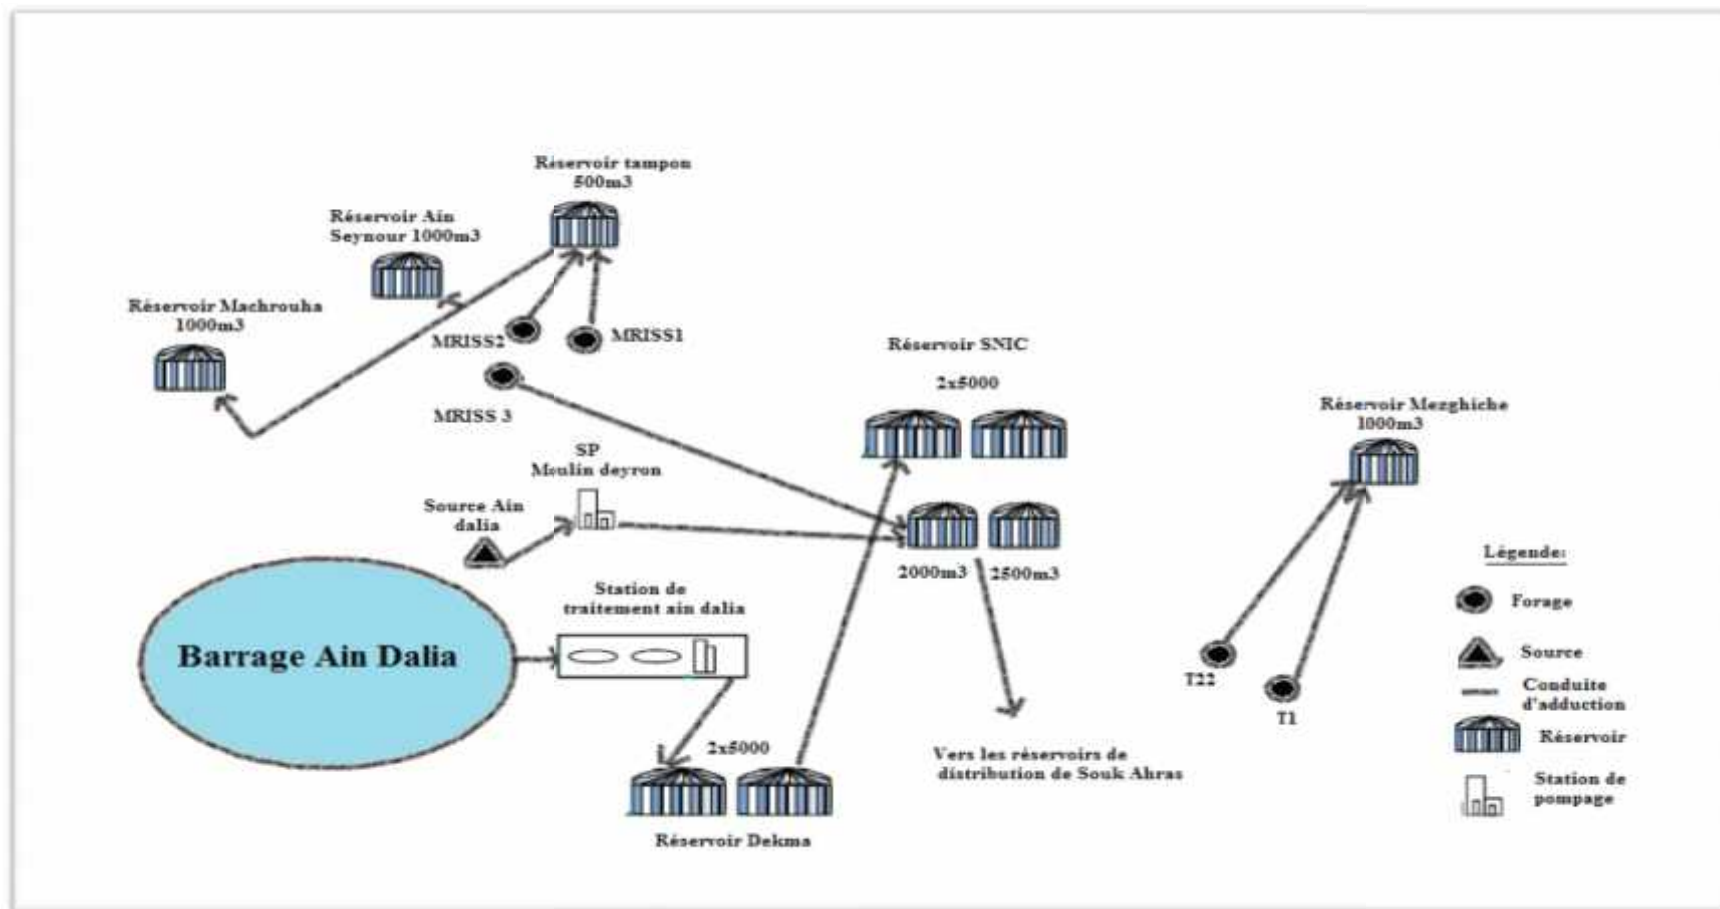 Réservoir tampon
500m3
Réservoir Ain
Seynour 1000m3
Réservoir Machrouha
1000m3
MRISS2
MRISS1
MRISS 3
Réservoir SNIC
2x5000
Réservoir Mezghiche
1000m3
SP
Moulin deyron
Source Ain
dalia
2000m3
2500m3
Station de
traitement ain dalia
Barrage Ain Dalia
2x5000
Réservoir Dekma
Vers les réservoirs de
distribution de Souk Ahras
T22
T1
Légende:
Forage
Source
Conduite
d'adduction
Réservoir
Station de
pompage